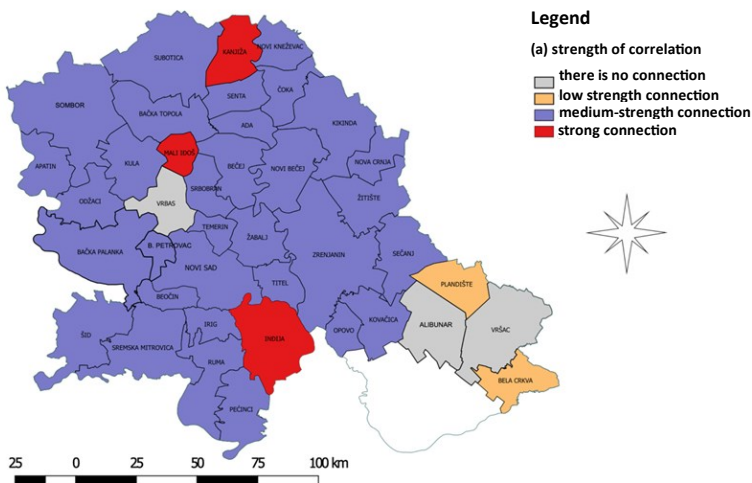 Legend
(a) strength of correlation
there is no connection
low strength connection
medium-strength connection
strong connection
SUBOTICA
KANJIŽA
NOVI KNEŽEVAC
SOMBOR
BAČKA TOPOLA
SENTA
ČOKA
ADA
KIKINDA
MALI IĐOŠ
APATIN
KULA
BEČEJ
NOVI BEČEJ
NOVA CRNJA
ODŽACI
VRBAS
SRBOBRAN
ŽITIŠTE
TEMERIN
ŽABALJ
BAČKA PALANKA
B. PETROVAC
ZRENJANIN
SEČANJ
NOVI SAD
BEOČIN
TITEL
PLANDIŠTE
ŠID
SREMSKA MITROVICA
IRIG
INĐIJA
OPOVO
KOVAČICA
ALIBUNAR
VRŠAC
RUMA
BELA CRKVA
PEĆINCI
25 0 25 50 75 100 km